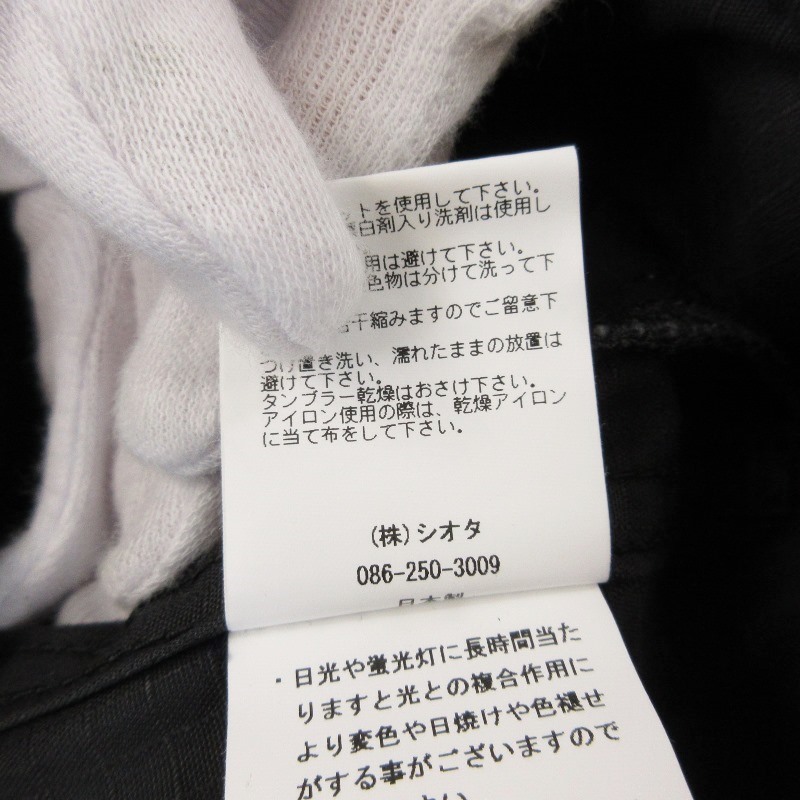 トを使用して下さい。
白剤入り洗剤は使用し
用は避けて下さい。
色物は分けて洗って下
干縮みますのでご留意下
つけ置き洗い、濡れたままの放置は
避けて下さい。
タンブラー乾燥はおさけ下さい。
アイロン使用の際は、乾燥アイロン
に当て布をして下さい。
(株)シオタ
086-250-3009
日本製
・日光や蛍光灯に長時間当た
りますと光との複合作用に
より変色や日焼けや色褪せ
がする事がございますので